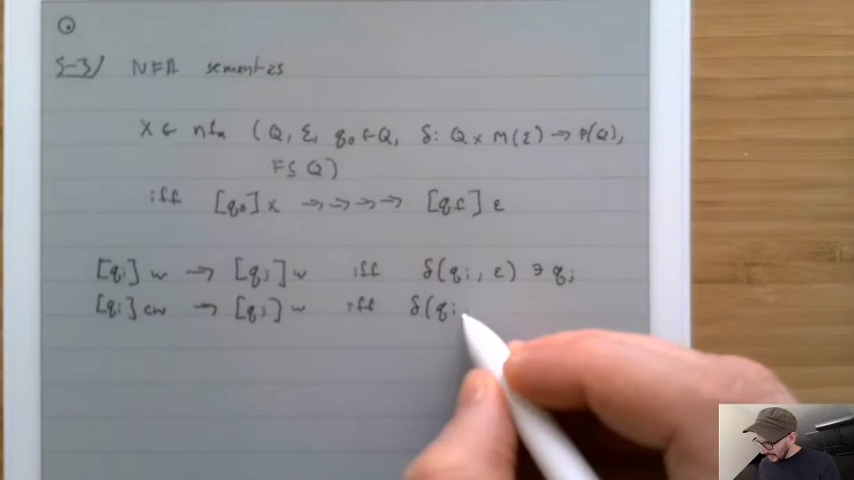 5-3/ NFA semantics
x ∈ nfa (Q, Σ, q₀ ∈ Q, δ: Q × M(Σ) → P(Q),
F ⊆ Q)
iff [q₀] x →→→→ [qf] ε
[qi] w → [qj] w iff δ(qi, ε) ∋ qj
[qi] cw → [qj] w iff δ(qi